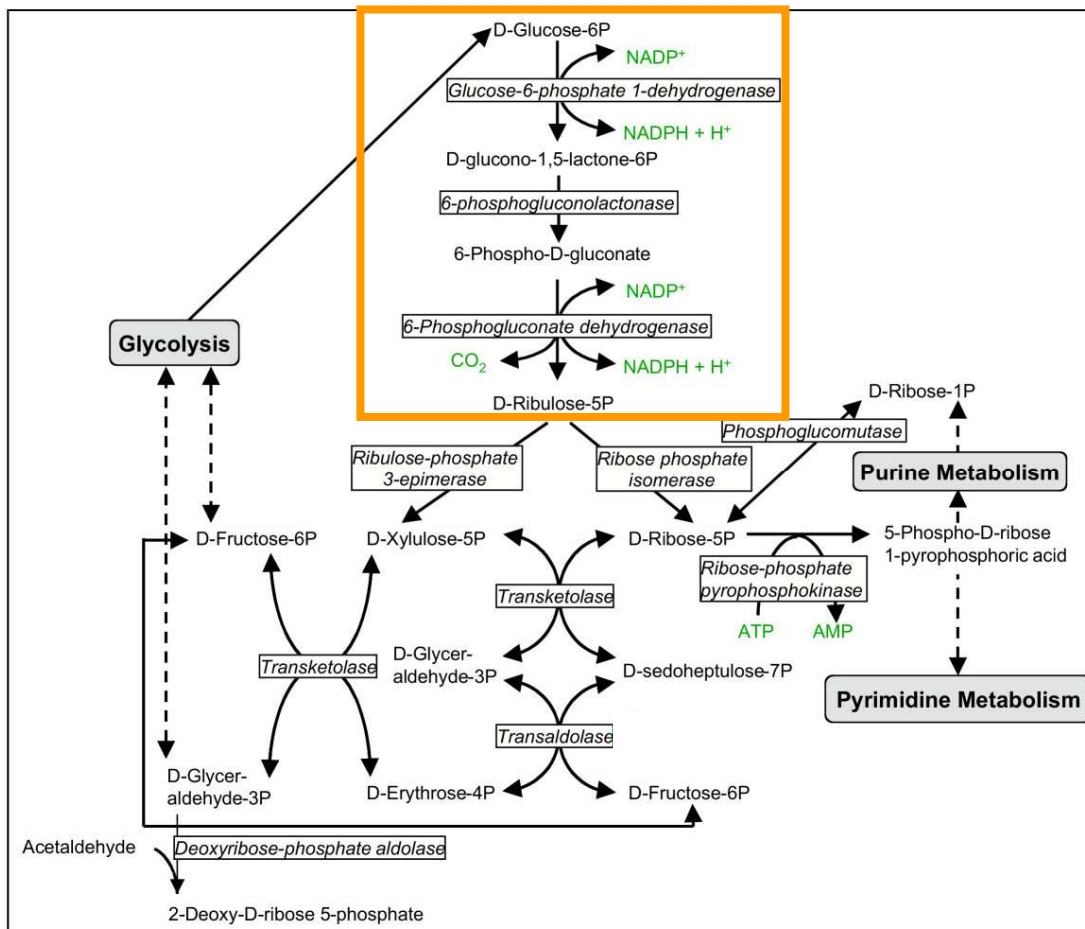 D-Glucose-6P
NADP⁺
Glucose-6-phosphate 1-dehydrogenase
NADPH + H⁺
D-glucono-1,5-lactone-6P
6-phosphogluconolactonase
6-Phospho-D-gluconate
NADP⁺
6-Phosphogluconate dehydrogenase
CO₂
NADPH + H⁺
D-Ribulose-5P
Glycolysis
D-Ribose-1P
Phosphoglucomutase
Ribulose-phosphate
3-epimerase
Ribose phosphate
isomerase
Purine Metabolism
D-Fructose-6P
D-Xylulose-5P
D-Ribose-5P
5-Phospho-D-ribose
1-pyrophosphoric acid
Ribose-phosphate
pyrophosphokinase
Transketolase
ATP
AMP
Transketolase
D-Glycer-
aldehyde-3P
D-sedoheptulose-7P
Pyrimidine Metabolism
Transaldolase
D-Glycer-
aldehyde-3P
D-Erythrose-4P
D-Fructose-6P
Acetaldehyde
Deoxyribose-phosphate aldolase
2-Deoxy-D-ribose 5-phosphate